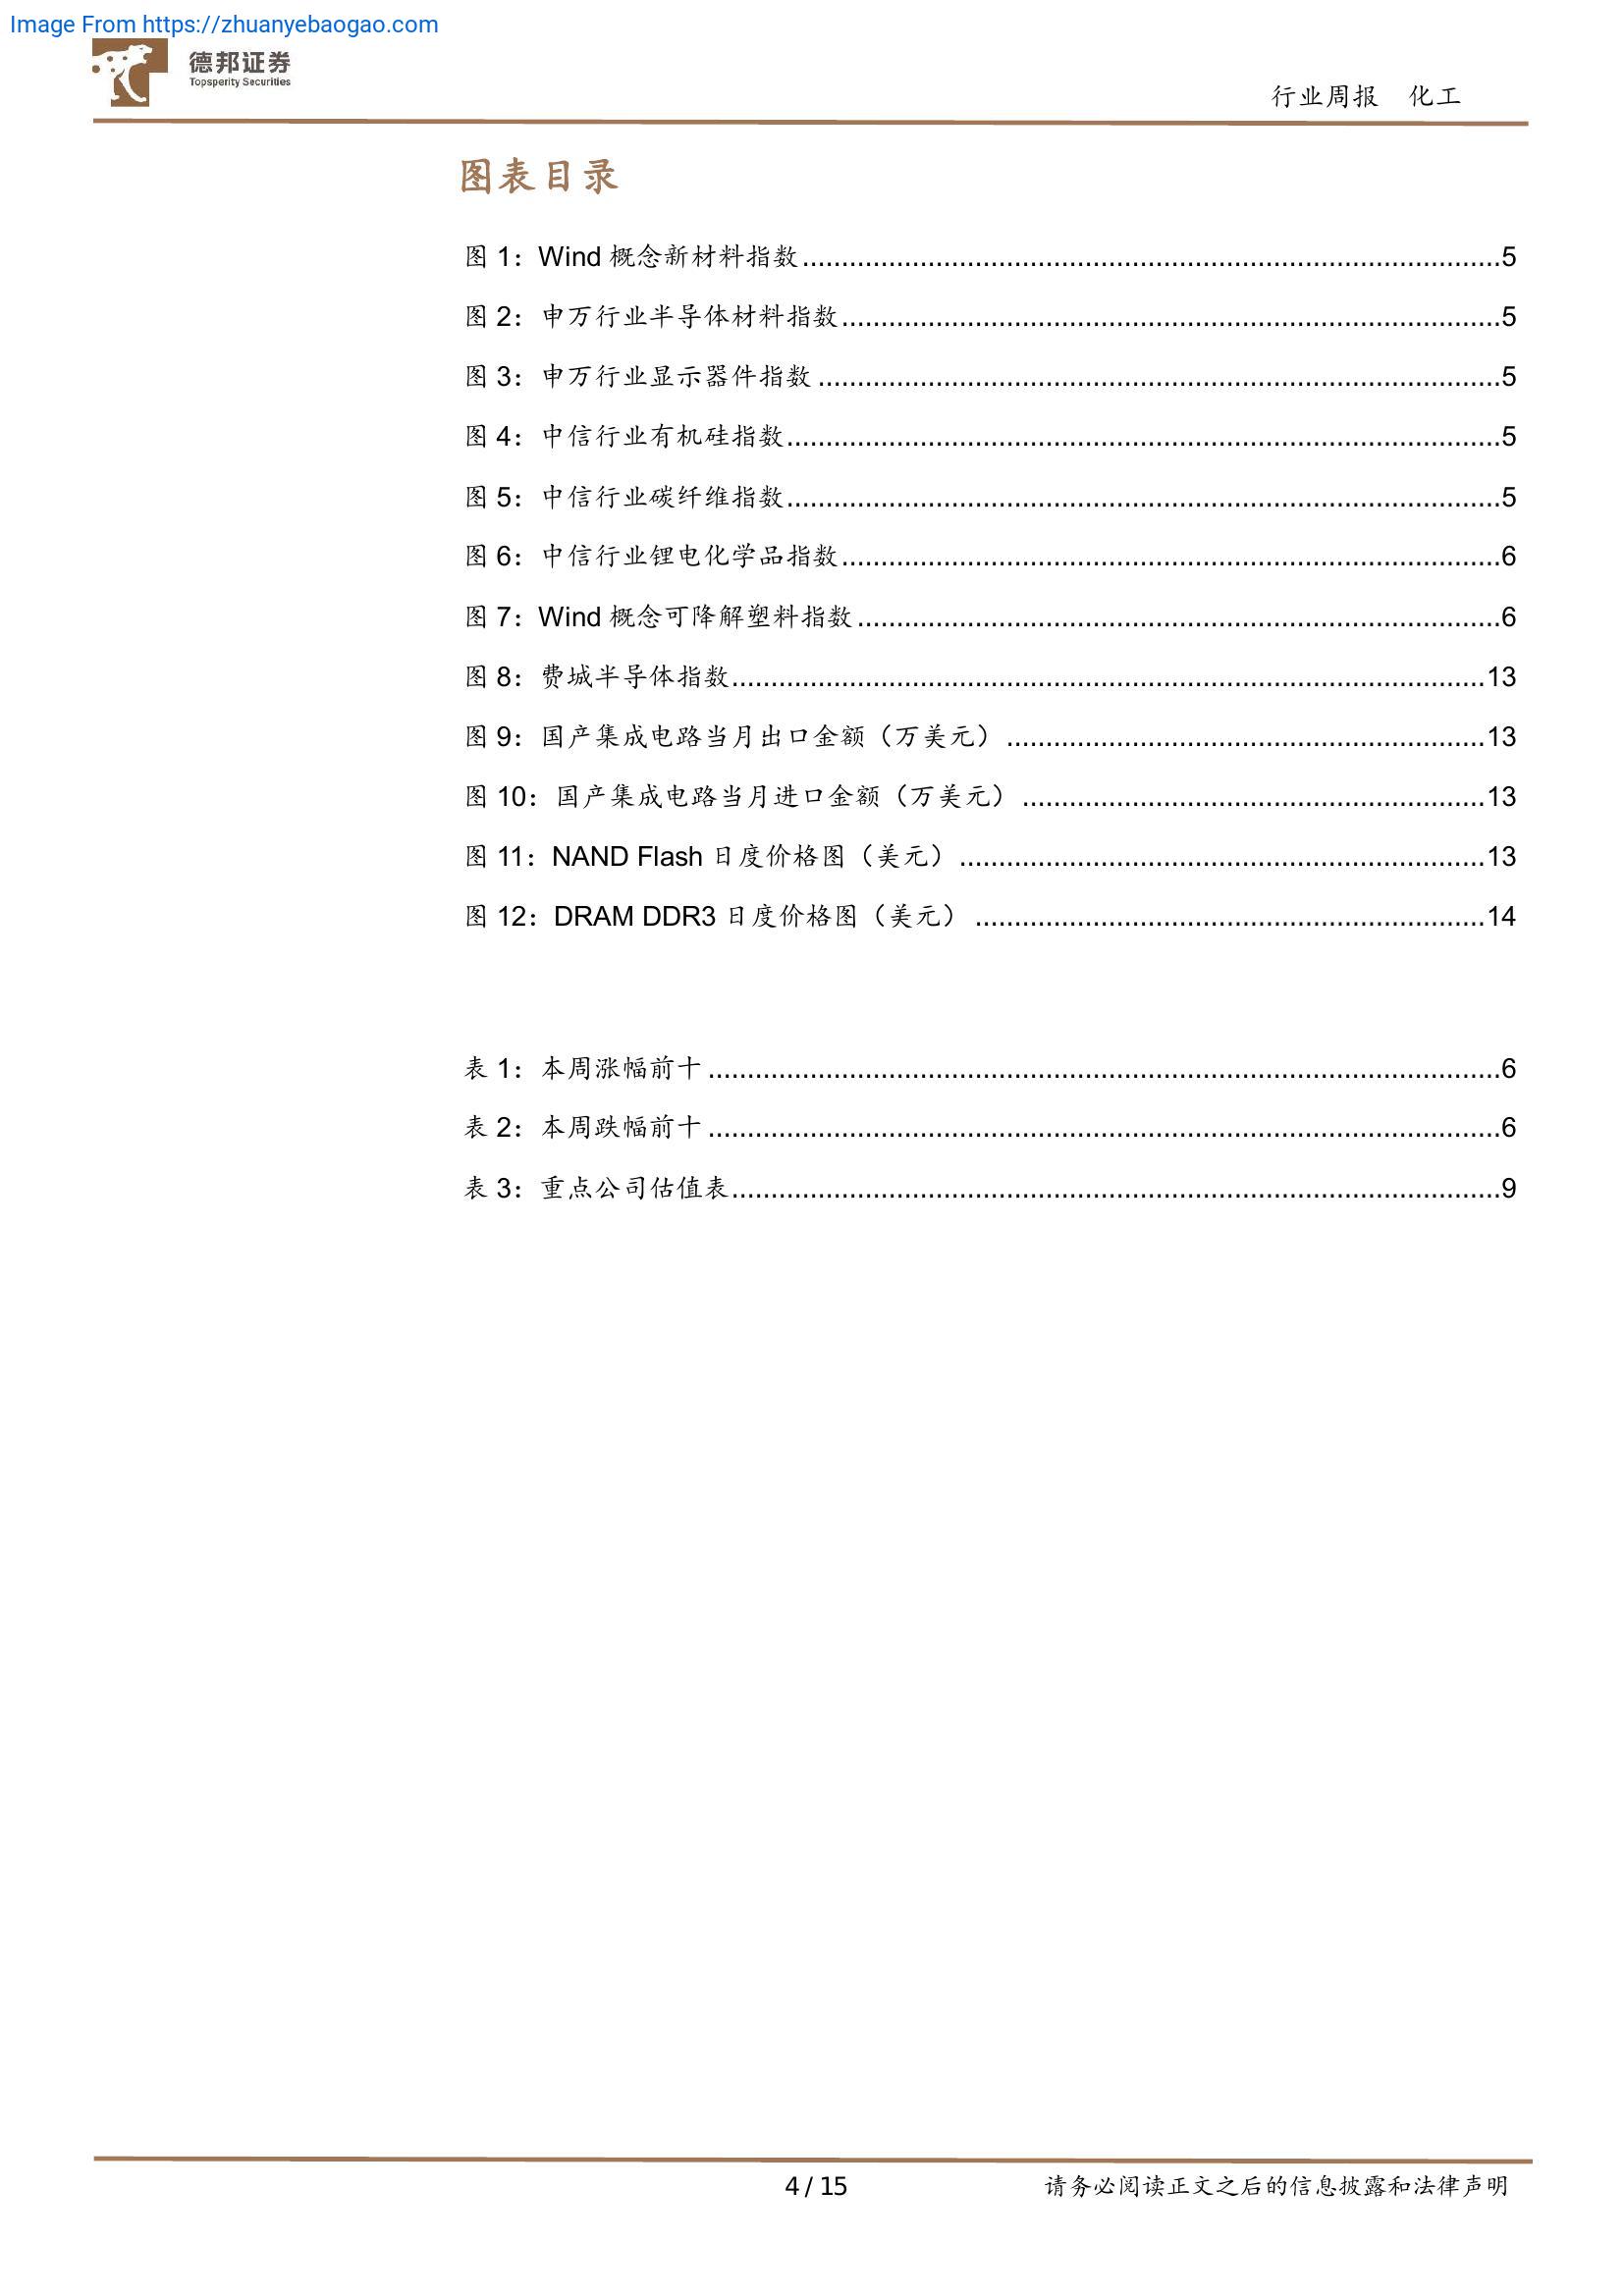 Image From https://zhuanyebaogao.com
德邦证券
Topsperity Securities
行业周报 化工
图表目录
图 1：Wind 概念新材料指数.........................................................................................5
图 2：申万行业半导体材料指数....................................................................................5
图 3：申万行业显示器件指数.......................................................................................5
图 4：中信行业有机硅指数...........................................................................................5
图 5：中信行业碳纤维指数...........................................................................................5
图 6：中信行业锂电化学品指数....................................................................................6
图 7：Wind 概念可降解塑料指数..................................................................................6
图 8：费城半导体指数................................................................................................13
图 9：国产集成电路当月出口金额（万美元）.............................................................13
图 10：国产集成电路当月进口金额（万美元）...........................................................13
图 11：NAND Flash 日度价格图（美元）...................................................................13
图 12：DRAM DDR3 日度价格图（美元）.................................................................14
表 1：本周涨幅前十.....................................................................................................6
表 2：本周跌幅前十.....................................................................................................6
表 3：重点公司估值表..................................................................................................9
4 / 15
请务必阅读正文之后的信息披露和法律声明